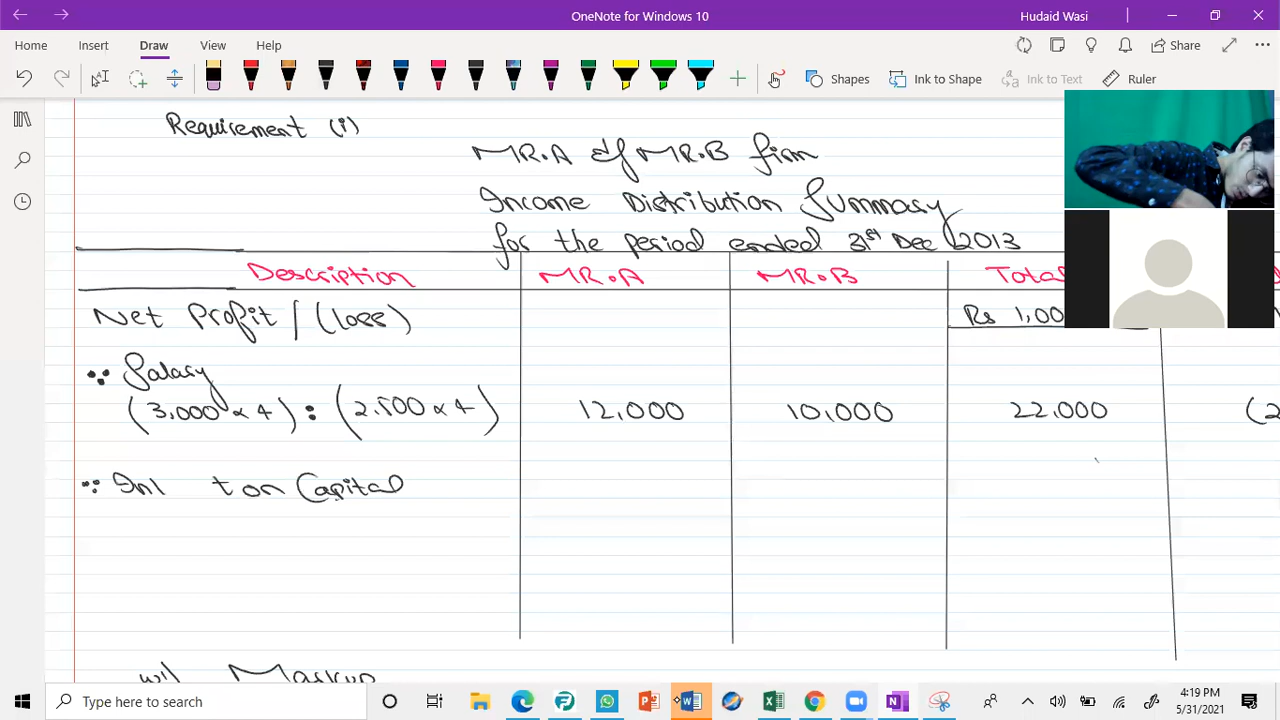 OneNote for Windows 10
Hudaid Wasi
Home Insert Draw View Help
Share
Shapes Ink to Shape Ink to Text Ruler
Requirement (i)
MR.A & MR.B firm
Income Distribution Summary
for the period ended 31st Dec 2013
Description MR.A MR.B Total
Net Profit / (loss) Rs 1,00
Salary
(3,000 x 4) : (2,500 x 4) 12,000 10,000 22,000 (2
Int t on Capital
Markup
Type here to search
4:19 PM
5/31/2021